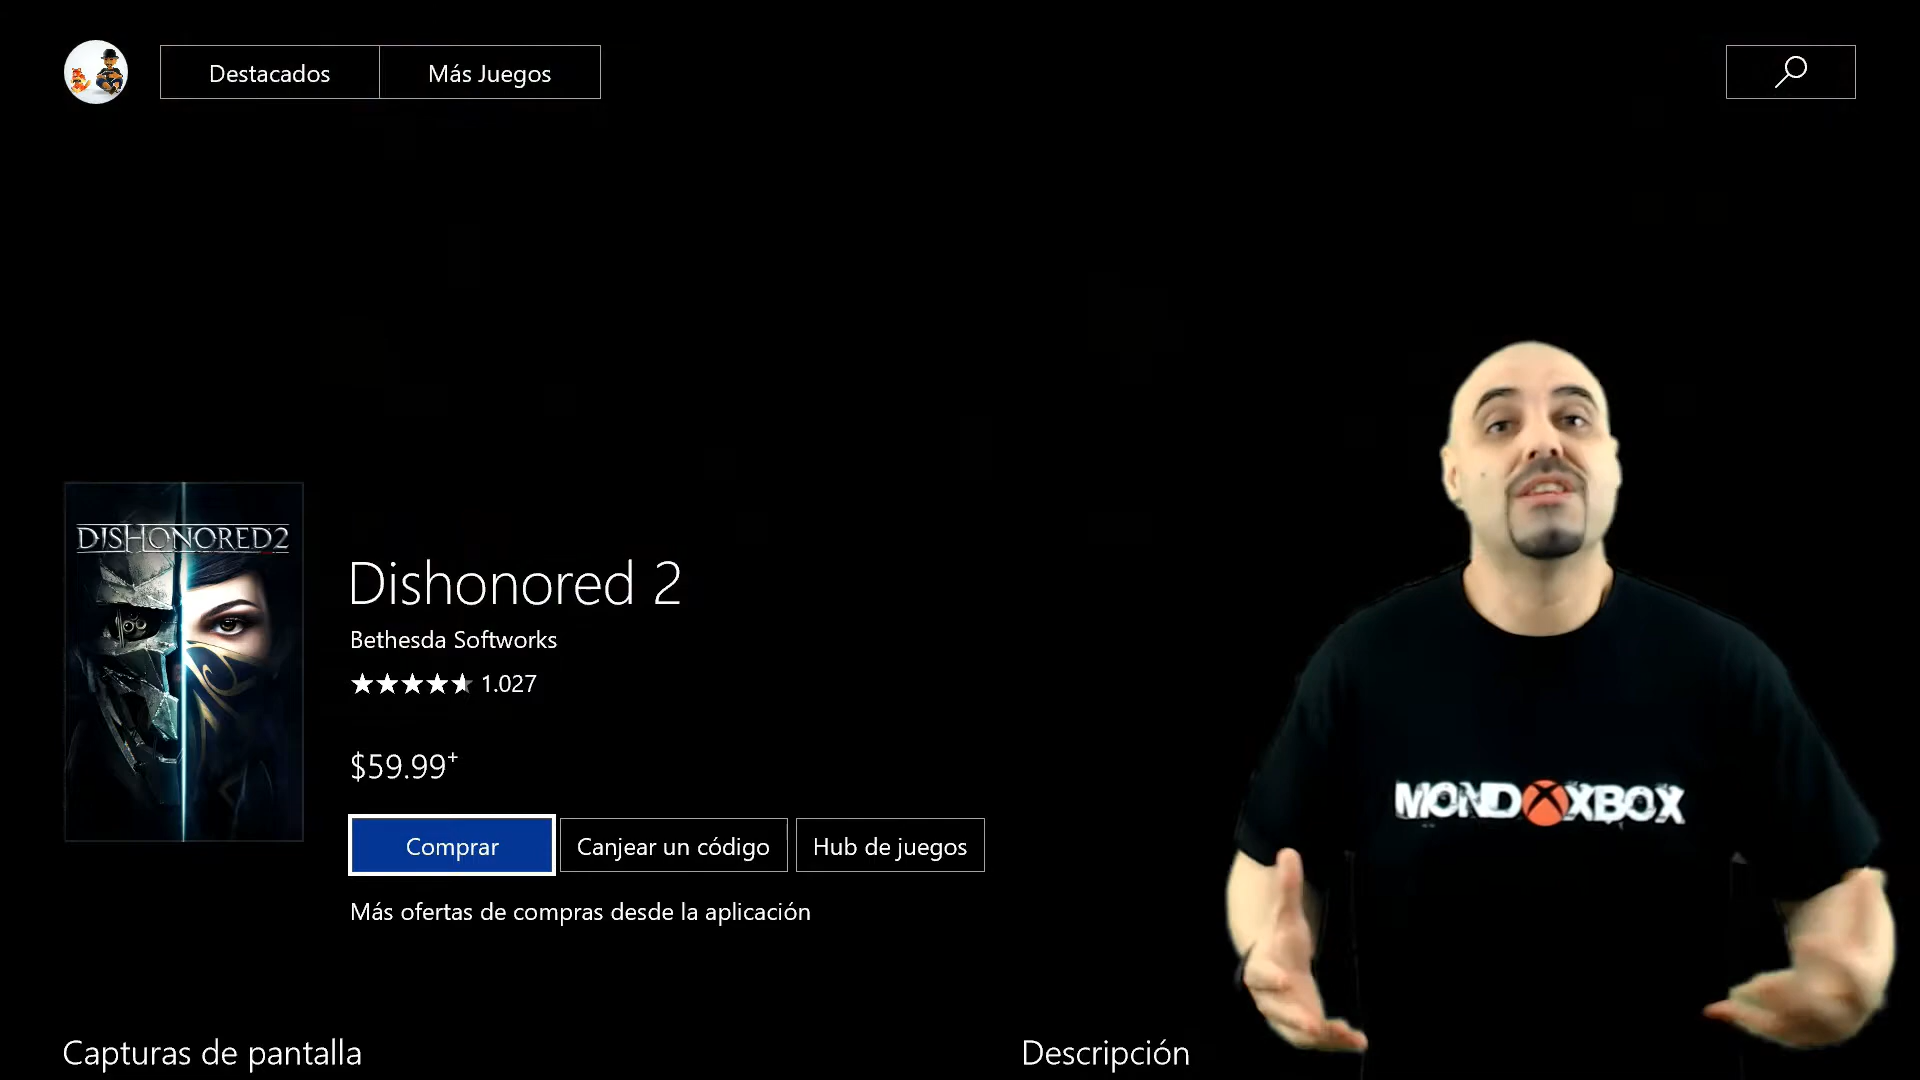 Destacados
Más Juegos
DISHONORED2
Dishonored 2
Bethesda Softworks
1.027
$59.99+
Comprar
Canjear un código
Hub de juegos
Más ofertas de compras desde la aplicación
MONDOXBOX
Capturas de pantalla
Descripción